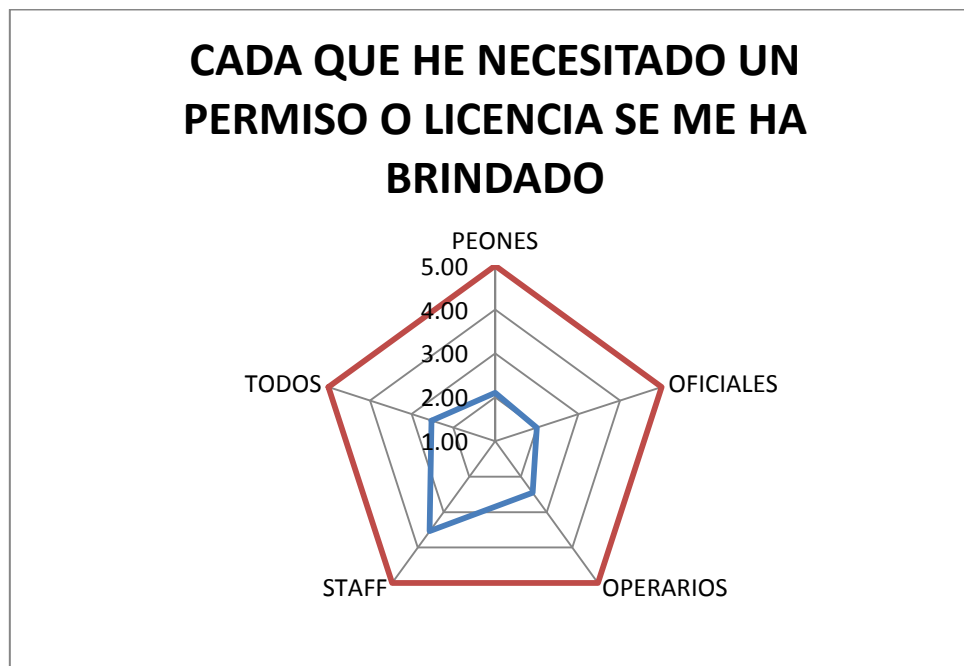 CADA QUE HE NECESITADO UN
PERMISO O LICENCIA SE ME HA
BRINDADO
PEONES
5.00
4.00
3.00
2.00
1.00
TODOS
OFICIALES
STAFF
OPERARIOS